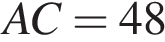 AC = 48